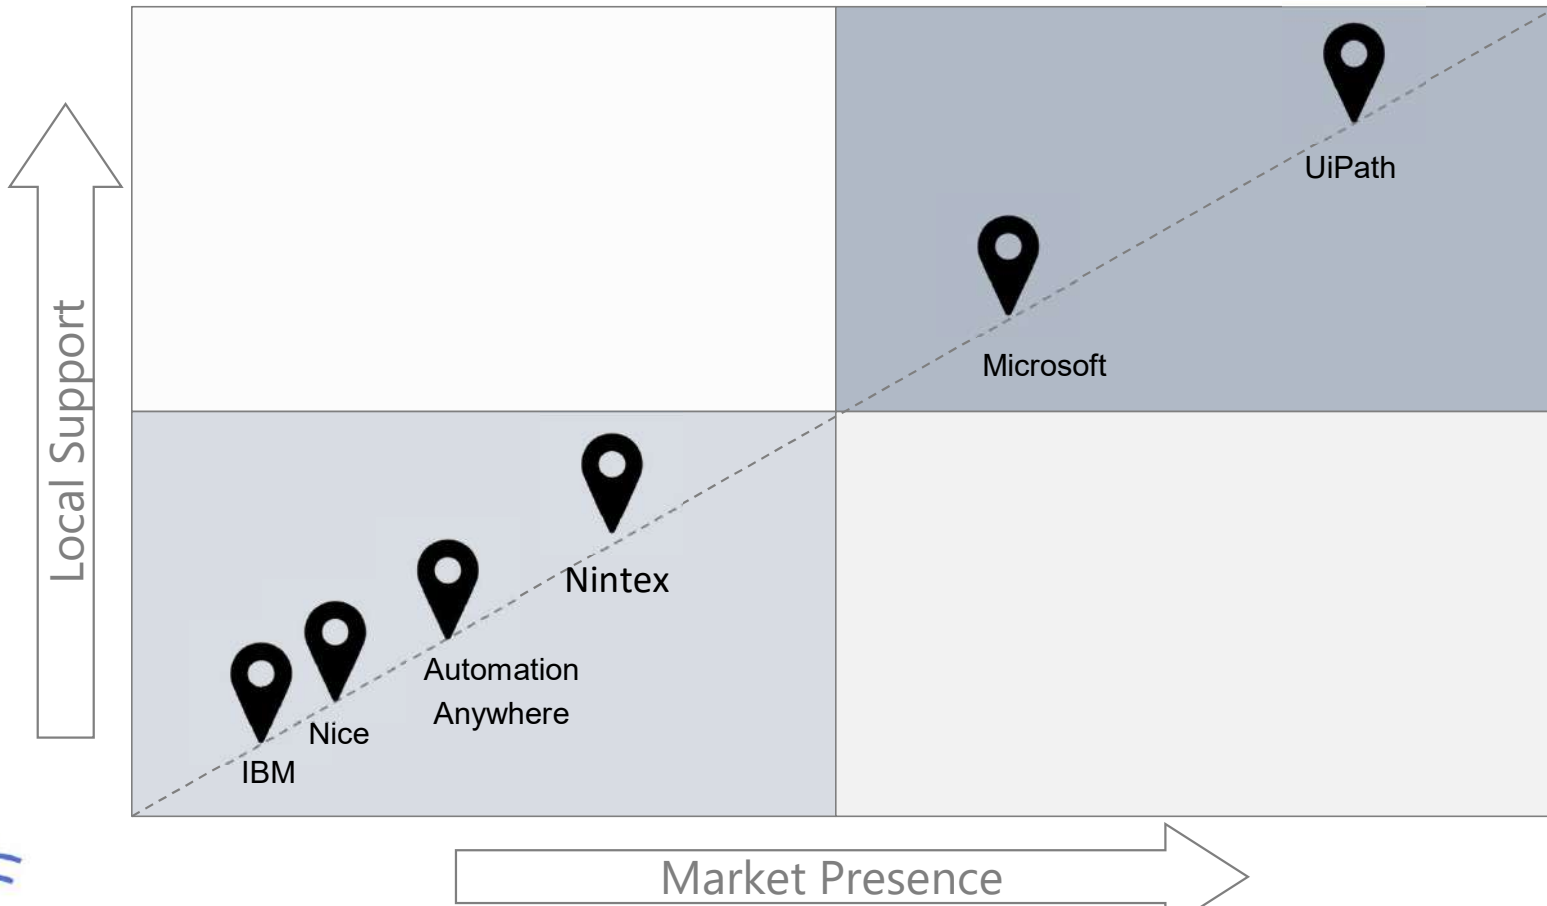 UiPath
Microsoft
Local Support
Nintex
Automation
Anywhere
Nice
IBM
Market Presence